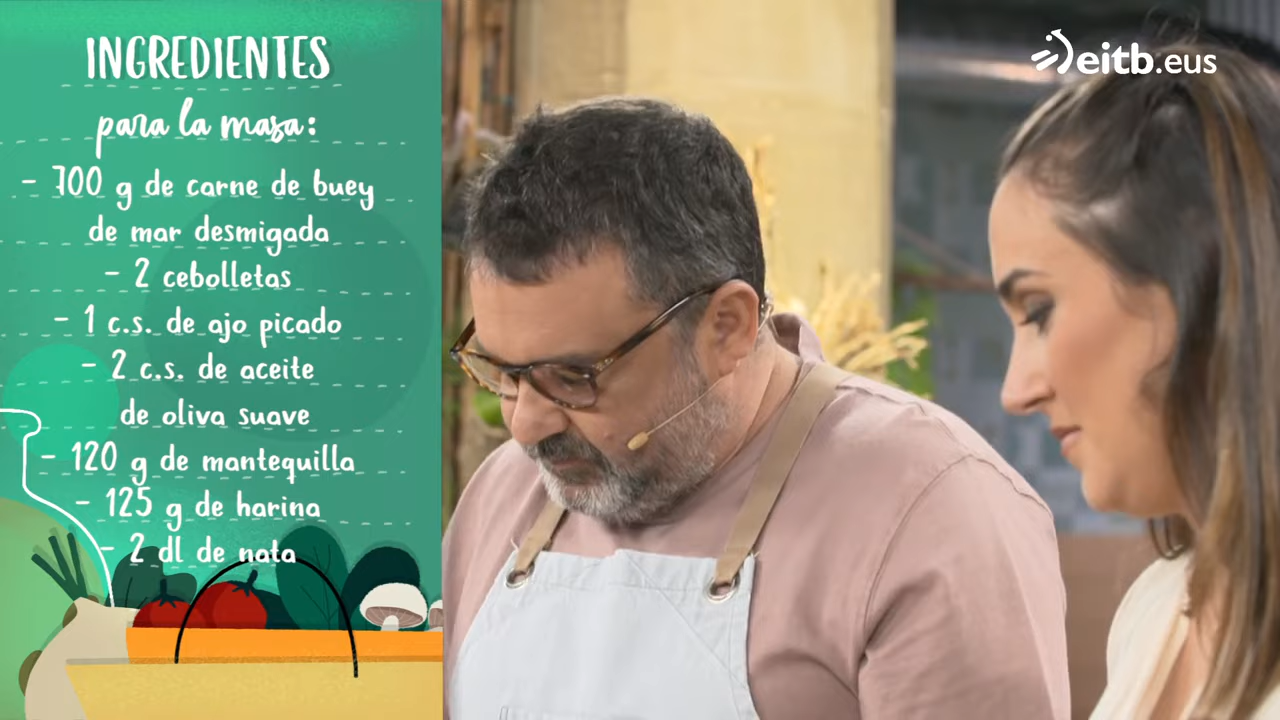 INGREDIENTES
para la masa:
- 700 g de carne de buey
de mar desmigada
- 2 cebolletas
- 1 c.s. de ajo picado
- 2 c.s. de aceite
de oliva suave
- 120 g de mantequilla
- 125 g de harina
- 2 dl de nata
eitb.eus